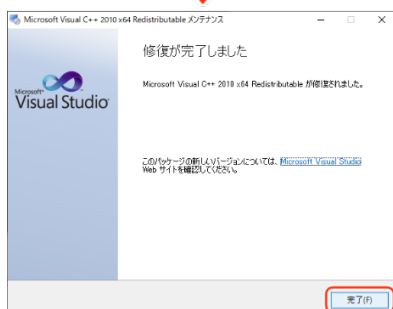 Microsoft Visual C++ 2010 x64 Redistributable メンテナンス
修復が完了しました
Microsoft Visual C++ 2010 x64 Redistributable が修復されました。
Microsoft
Visual Studio
このパッケージの新しいバージョンについては、Microsoft Visual Studio
Web サイトを確認してください。
完了(F)